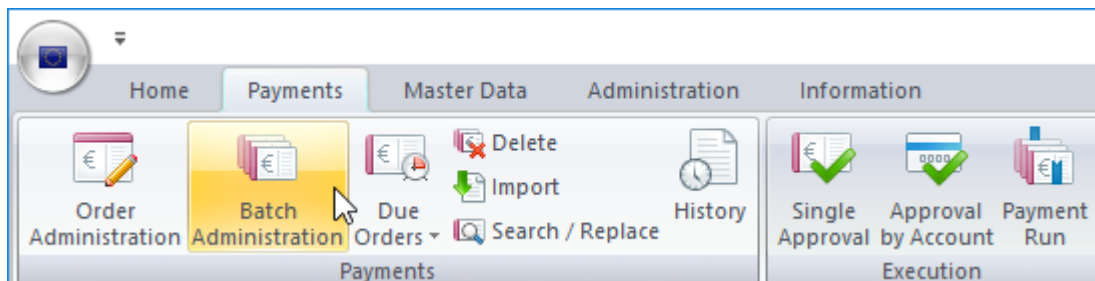 Home Payments Master Data Administration Information
Order Administration
Batch Administration
Due Orders
Delete
Import
Search / Replace
History
Single Approval
Approval by Account
Payment Run
Payments
Execution